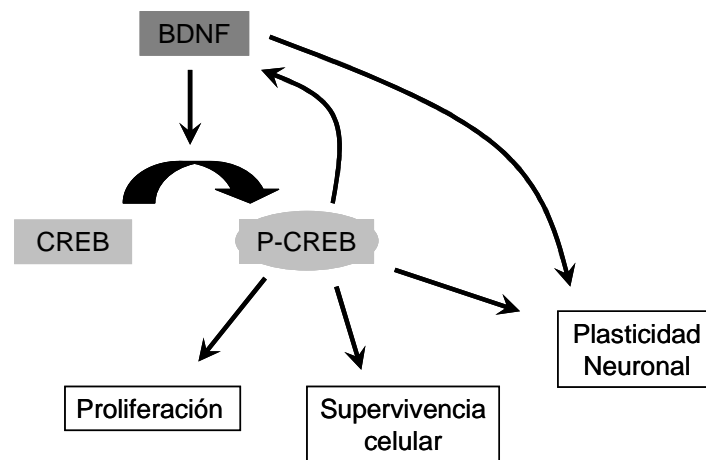 BDNF
CREB
P-CREB
Plasticidad
Neuronal
Proliferación
Supervivencia
celular